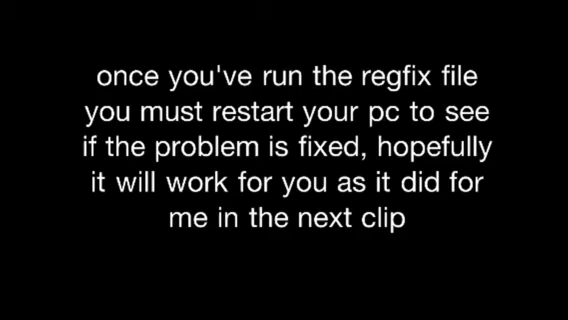 once you've run the regfix file
you must restart your pc to see
if the problem is fixed, hopefully
it will work for you as it did for
me in the next clip